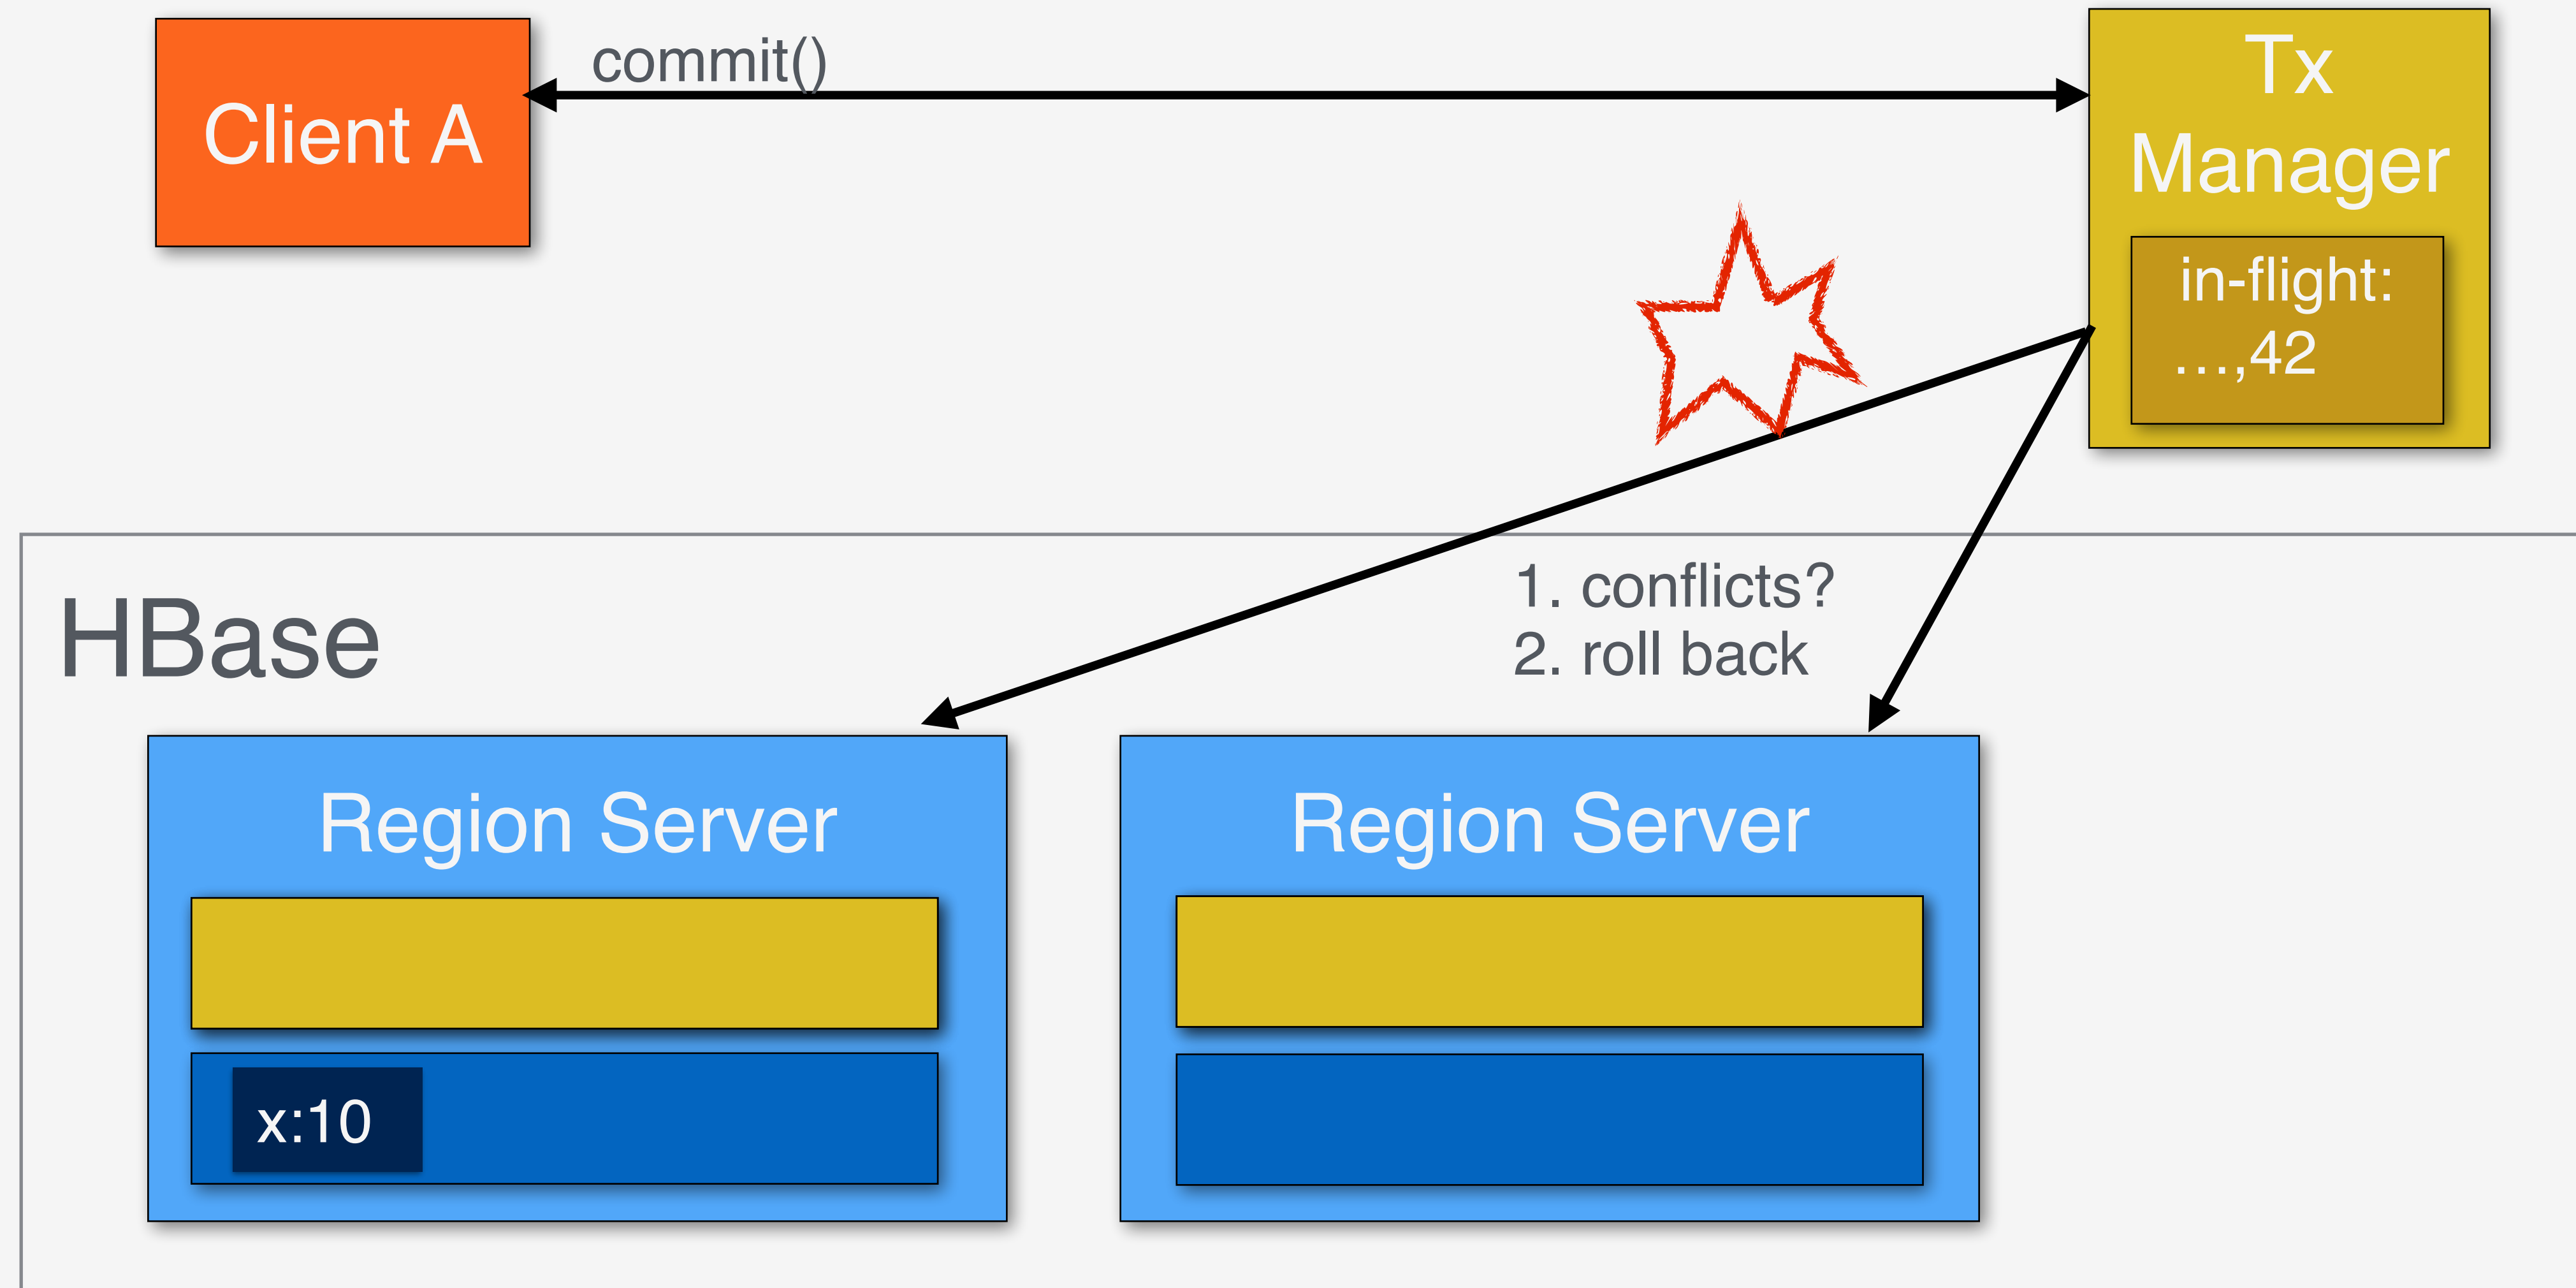 commit()
Client A
Tx
Manager
in-flight:
...,42
HBase
1. conflicts?
2. roll back
Region Server
Region Server
x:10